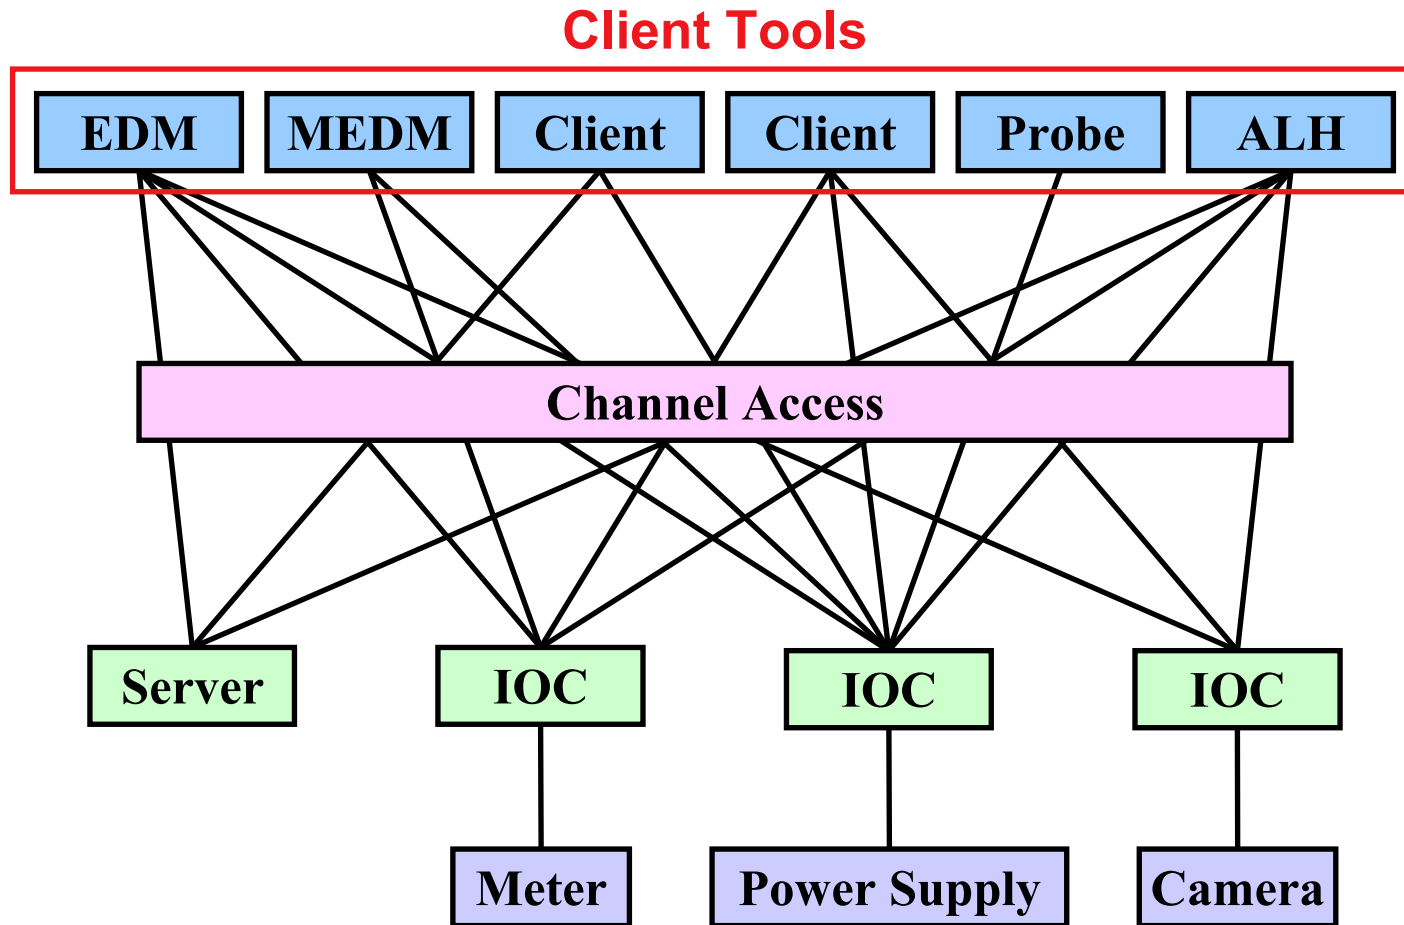 Client Tools
EDM MEDM Client Client Probe ALH
Channel Access
Server IOC IOC IOC
Meter Power Supply Camera